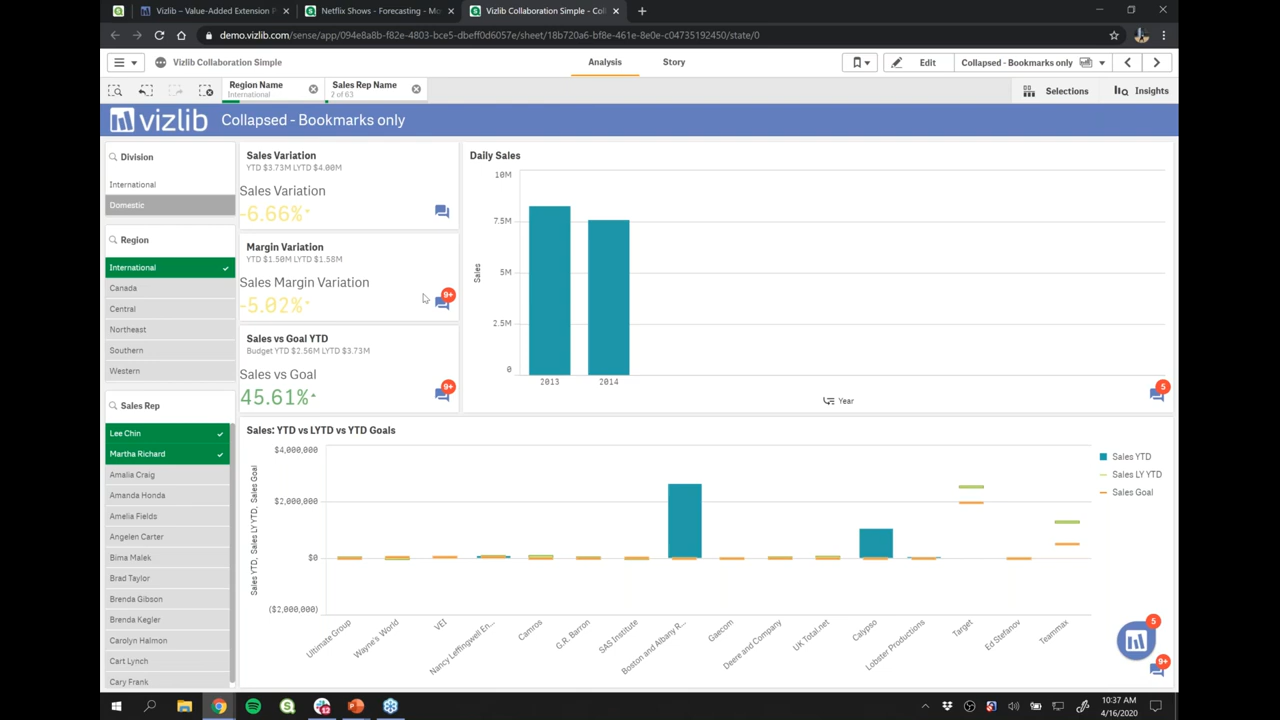 Vizlib – Value-Added Extension F
Netflix Shows - Forecasting - Mo
Vizlib Collaboration Simple - Coll
demo.vizlib.com/sense/app/094e8a8b-f82e-4803-bce5-dbeff0d6057e/sheet/18b720a6-bf8e-461e-8e0e-c04735192450/state/0
Vizlib Collaboration Simple
Analysis
Story
Edit
Collapsed - Bookmarks only
Region Name
International
Sales Rep Name
2 of 63
Selections
Insights
vizlib
Collapsed - Bookmarks only
Division
International
Domestic
Region
International
Canada
Central
Northeast
Southern
Western
Sales Rep
Lee Chin
Martha Richard
Amalia Craig
Amanda Honda
Amelia Fields
Angelen Carter
Bima Malek
Brad Taylor
Brenda Gibson
Brenda Kegler
Carolyn Halmon
Cart Lynch
Cary Frank
Sales Variation
YTD $3.73M LYTD $4.00M
Sales Variation
-6.66%
Margin Variation
YTD $1.50M LYTD $1.58M
Sales Margin Variation
-5.02%
9+
Sales vs Goal YTD
Budget YTD $2.56M LYTD $3.73M
Sales vs Goal
45.61%
9+
Daily Sales
10M
7.5M
5M
2.5M
0
Sales
2013
2014
Year
5
Sales: YTD vs LYTD vs YTD Goals
$4,000,000
$2,000,000
$0
($2,000,000)
Sales YTD, Sales LY YTD, Sales Goal
Ultimate Group
Wayne's World
VEI
Nancy Leffingwell En...
Camros
G.R. Barron
SAS Institute
Boston and Albany R...
Gaecom
Deere and Company
UK Total.net
Calypso
Lobster Productions
Target
Ed Stefanov
Teammax
Sales YTD
Sales LY YTD
Sales Goal
5
9+
12
10:37 AM
4/16/2020